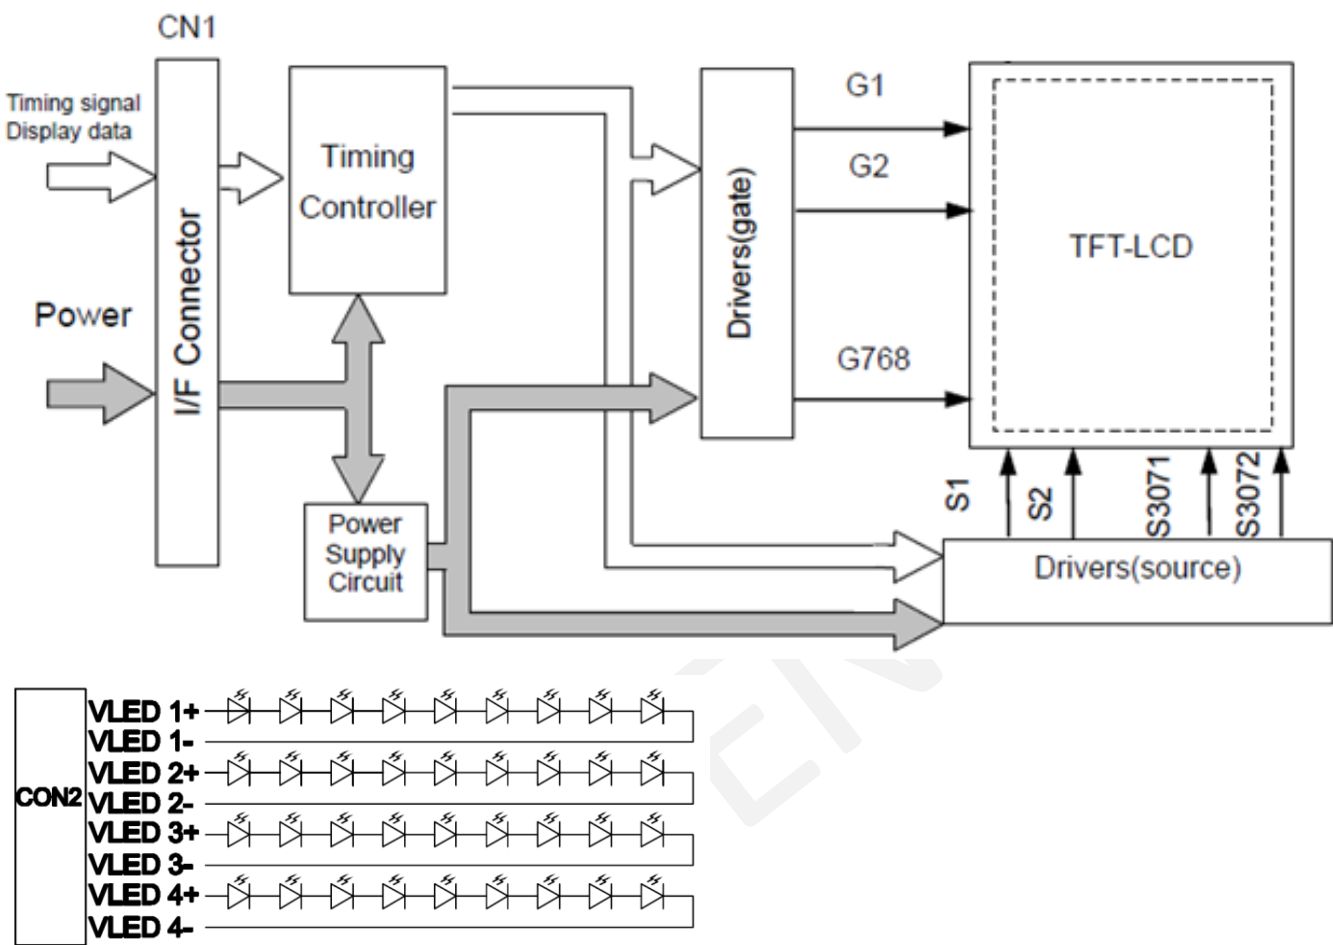 CN1
Timing signal
Display data
Power
I/F Connector
Timing
Controller
Power
Supply
Circuit
Drivers(gate)
G1
G2
G768
TFT-LCD
S1
S2
S3071
S3072
Drivers(source)
CON2
VLED 1+
VLED 1-
VLED 2+
VLED 2-
VLED 3+
VLED 3-
VLED 4+
VLED 4-